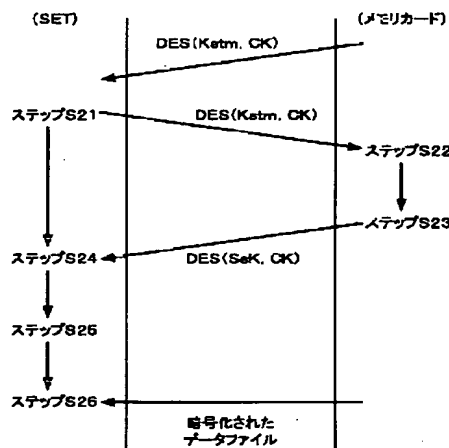 (SET)
(メモリカード)
DES(Kstm, CK)
ステップS21
DES(Kstm, CK)
ステップS22
ステップS23
ステップS24
DES(SeK, CK)
ステップS25
ステップS26
暗号化された
データファイル